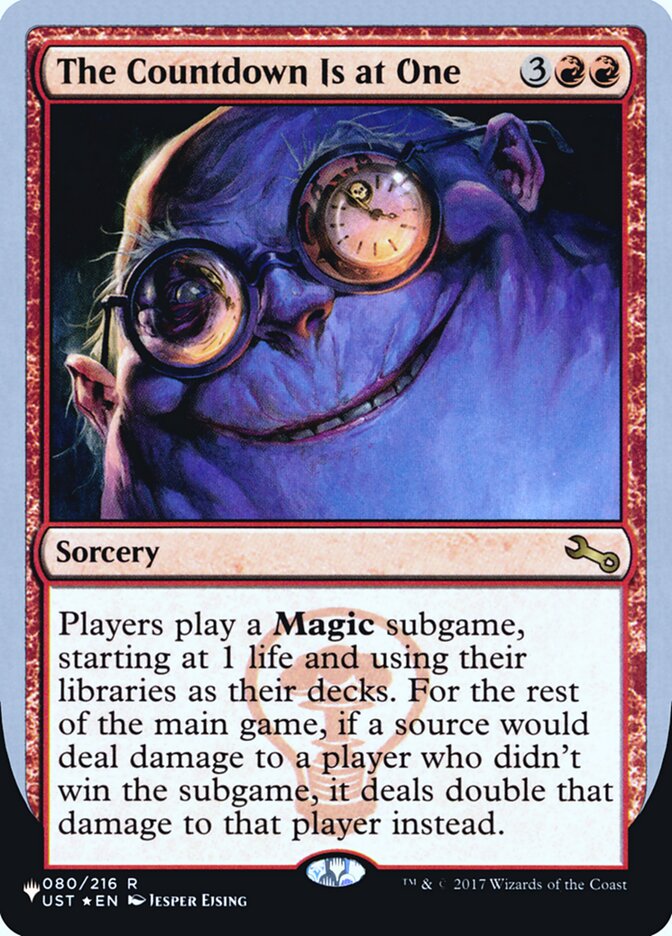 The Countdown Is at One 3
Sorcery
Players play a Magic subgame,
starting at 1 life and using their
libraries as their decks. For the rest
of the main game, if a source would
deal damage to a player who didn't
win the subgame, it deals double that
damage to that player instead.
080/216 R
UST ★ EN Jesper Ejsing
™ & © 2017 Wizards of the Coast